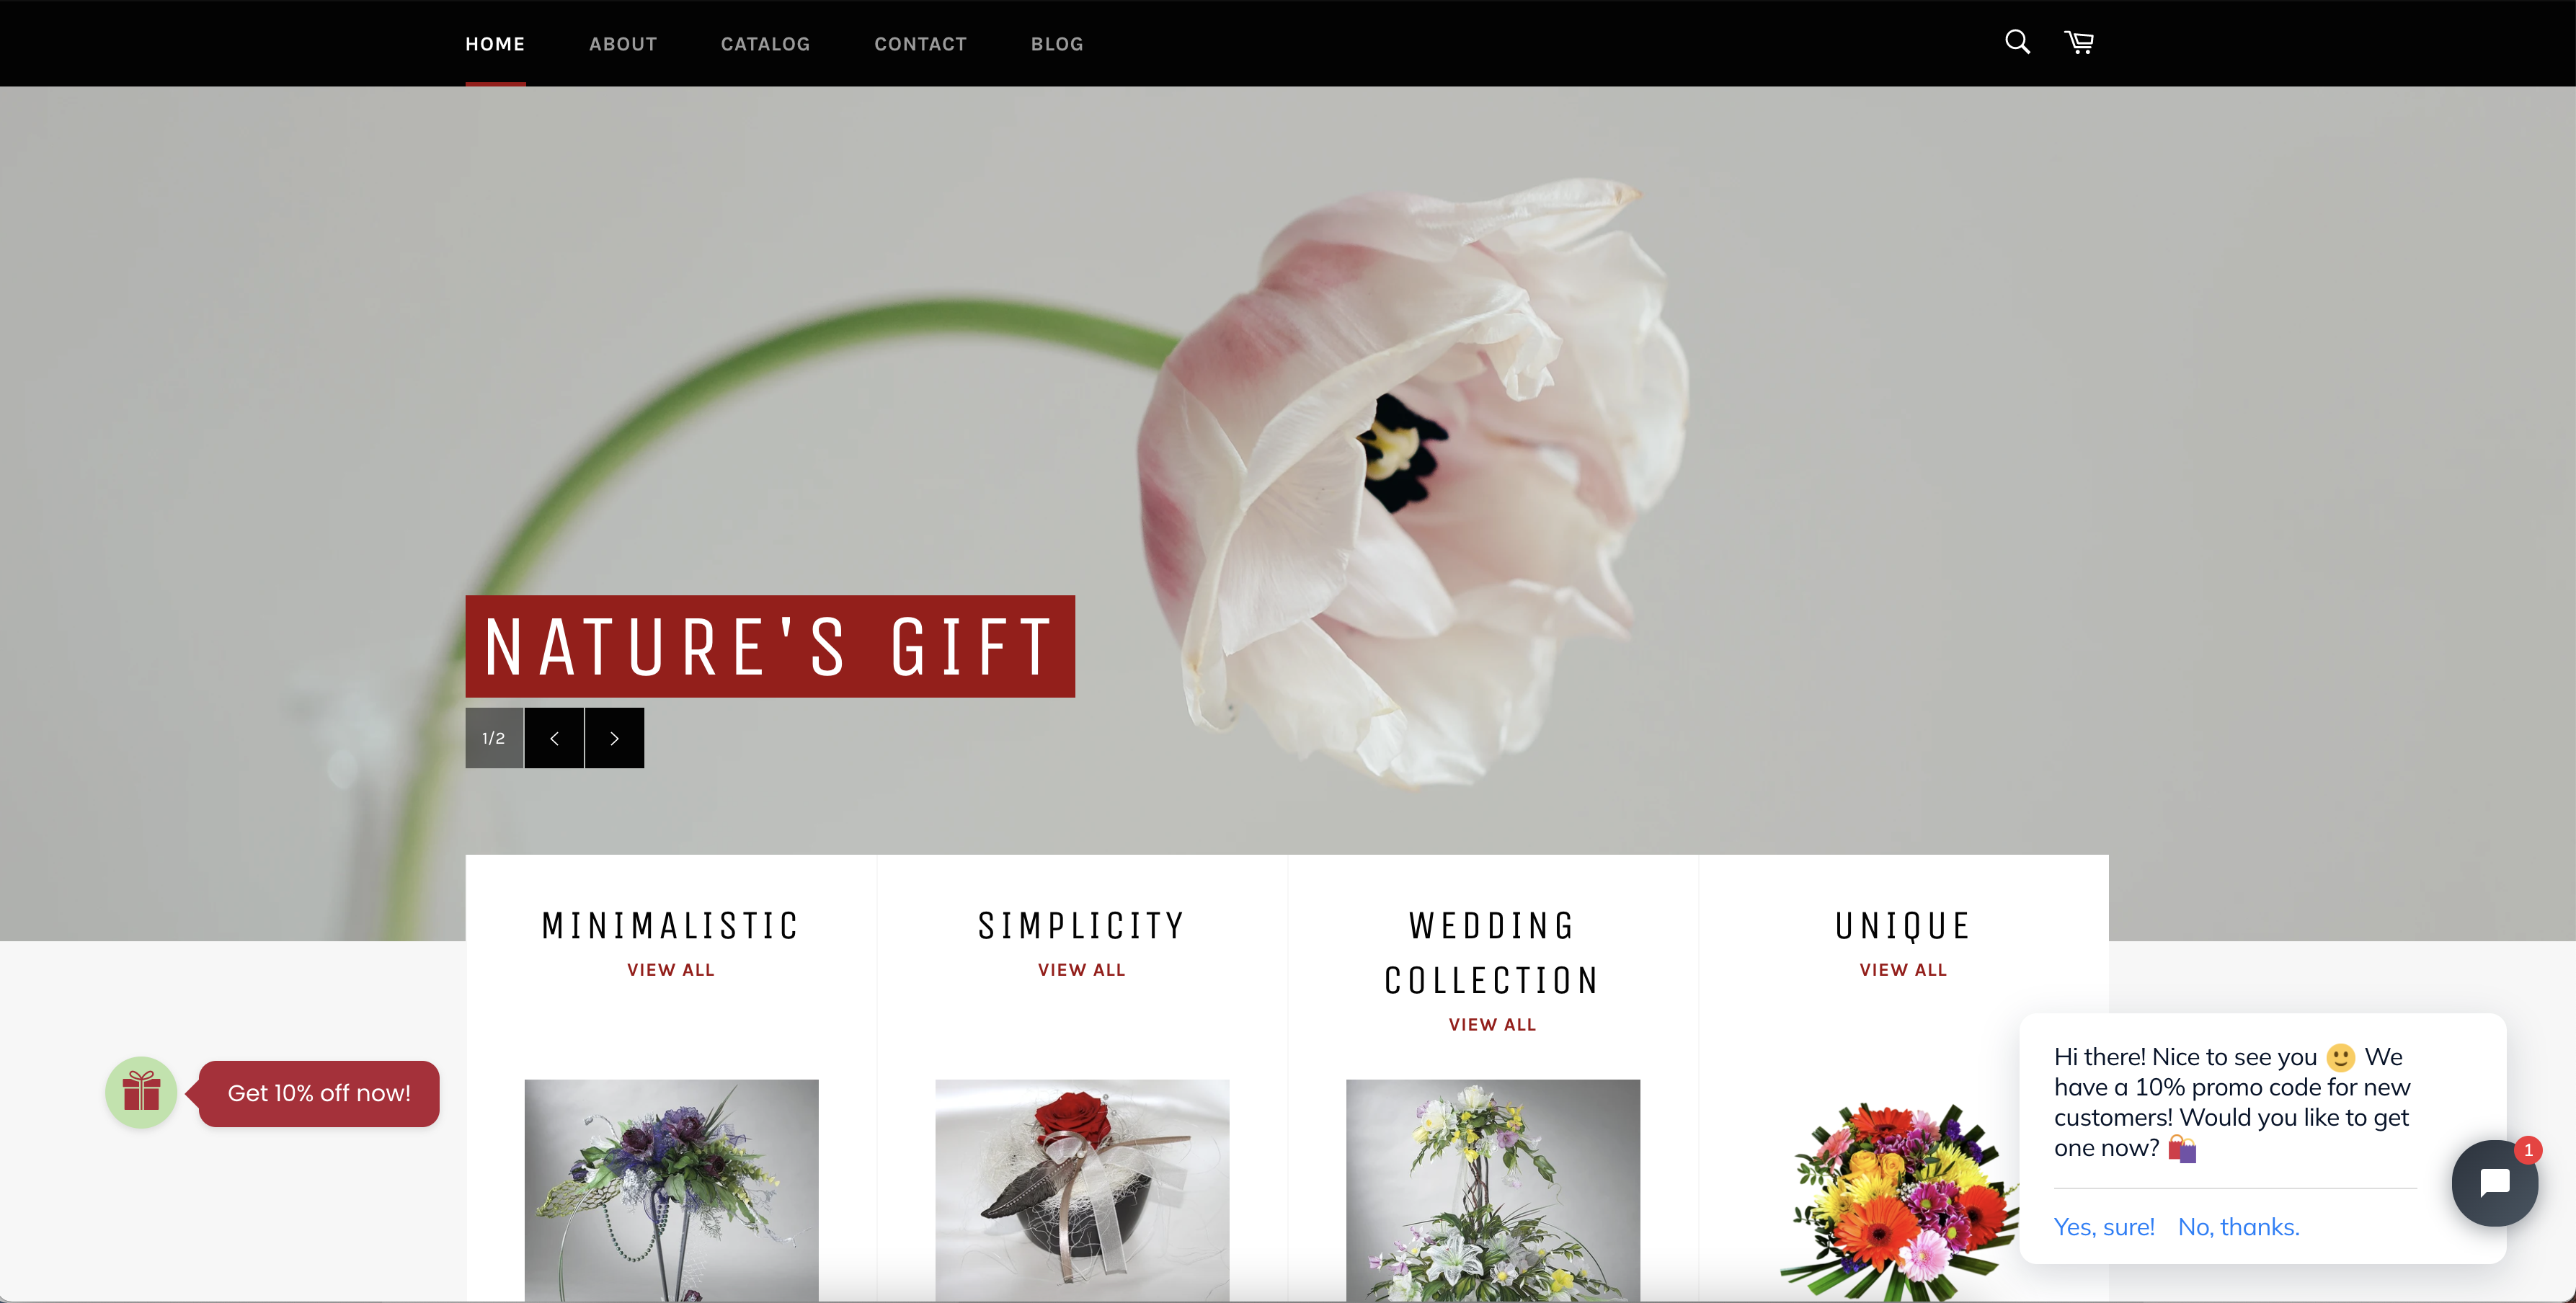 HOME ABOUT CATALOG CONTACT BLOG
NATURE'S GIFT
1/2
MINIMALISTIC
VIEW ALL
SIMPLICITY
VIEW ALL
WEDDING
COLLECTION
VIEW ALL
UNIQUE
VIEW ALL
Get 10% off now!
Hi there! Nice to see you 🙂 We
have a 10% promo code for new
customers! Would you like to get
one now? 🛍️
Yes, sure! No, thanks.
1